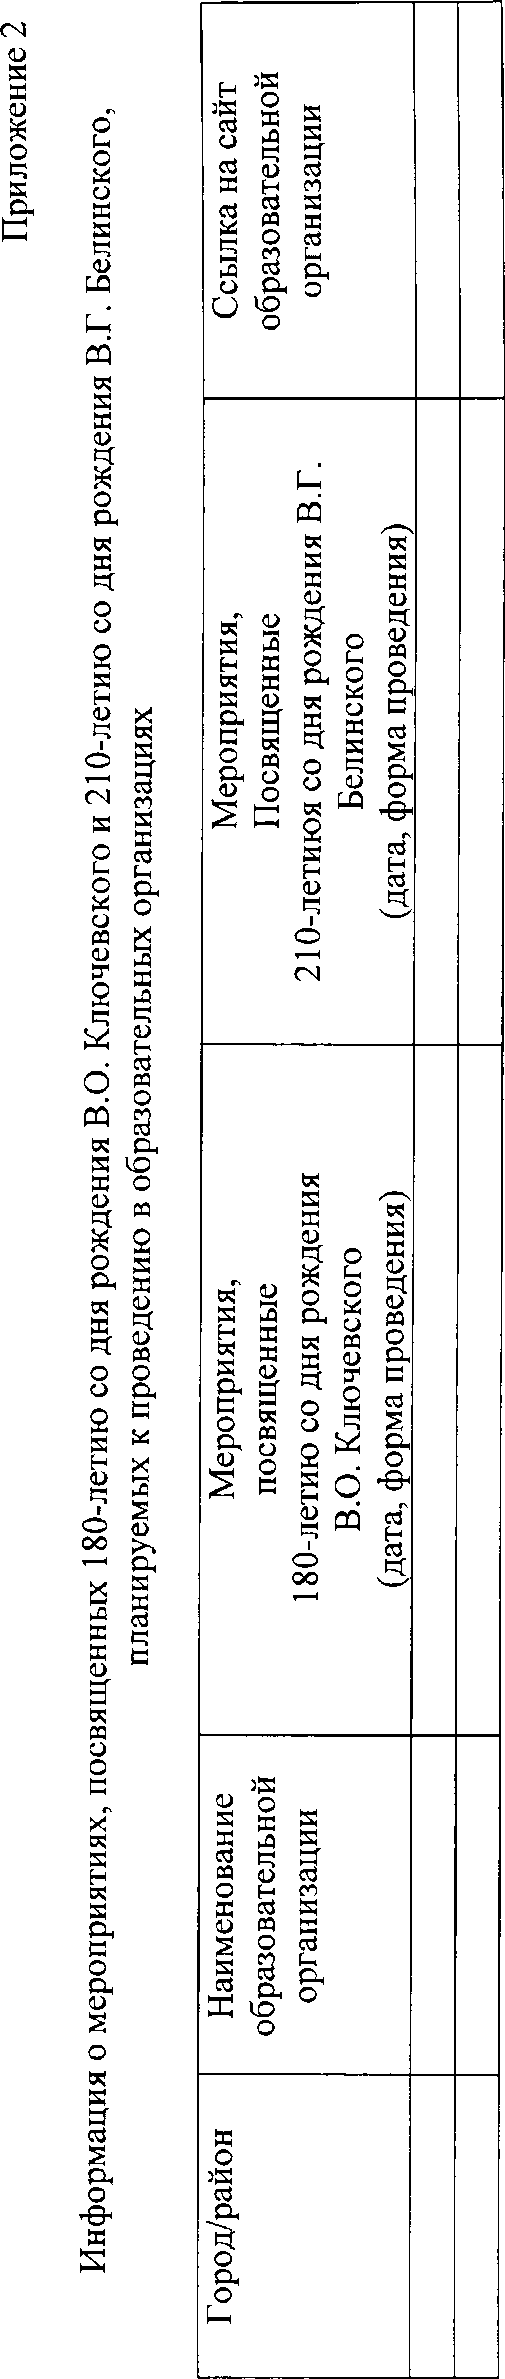 Приложение 2
Информация о мероприятиях, посвященных 180-летию со дня рождения В.О. Ключевского и 210-летию со дня рождения В.Г. Белинского,
планируемых к проведению в образовательных организациях
Город/район
Наименование
образовательной
организации
Мероприятия,
посвященные
180-летию со дня рождения
В.О. Ключевского
(дата, форма проведения)
Мероприятия,
Посвященные
210-летиюя со дня рождения В.Г.
Белинского
(дата, форма проведения)
Ссылка на сайт
образовательной
организации